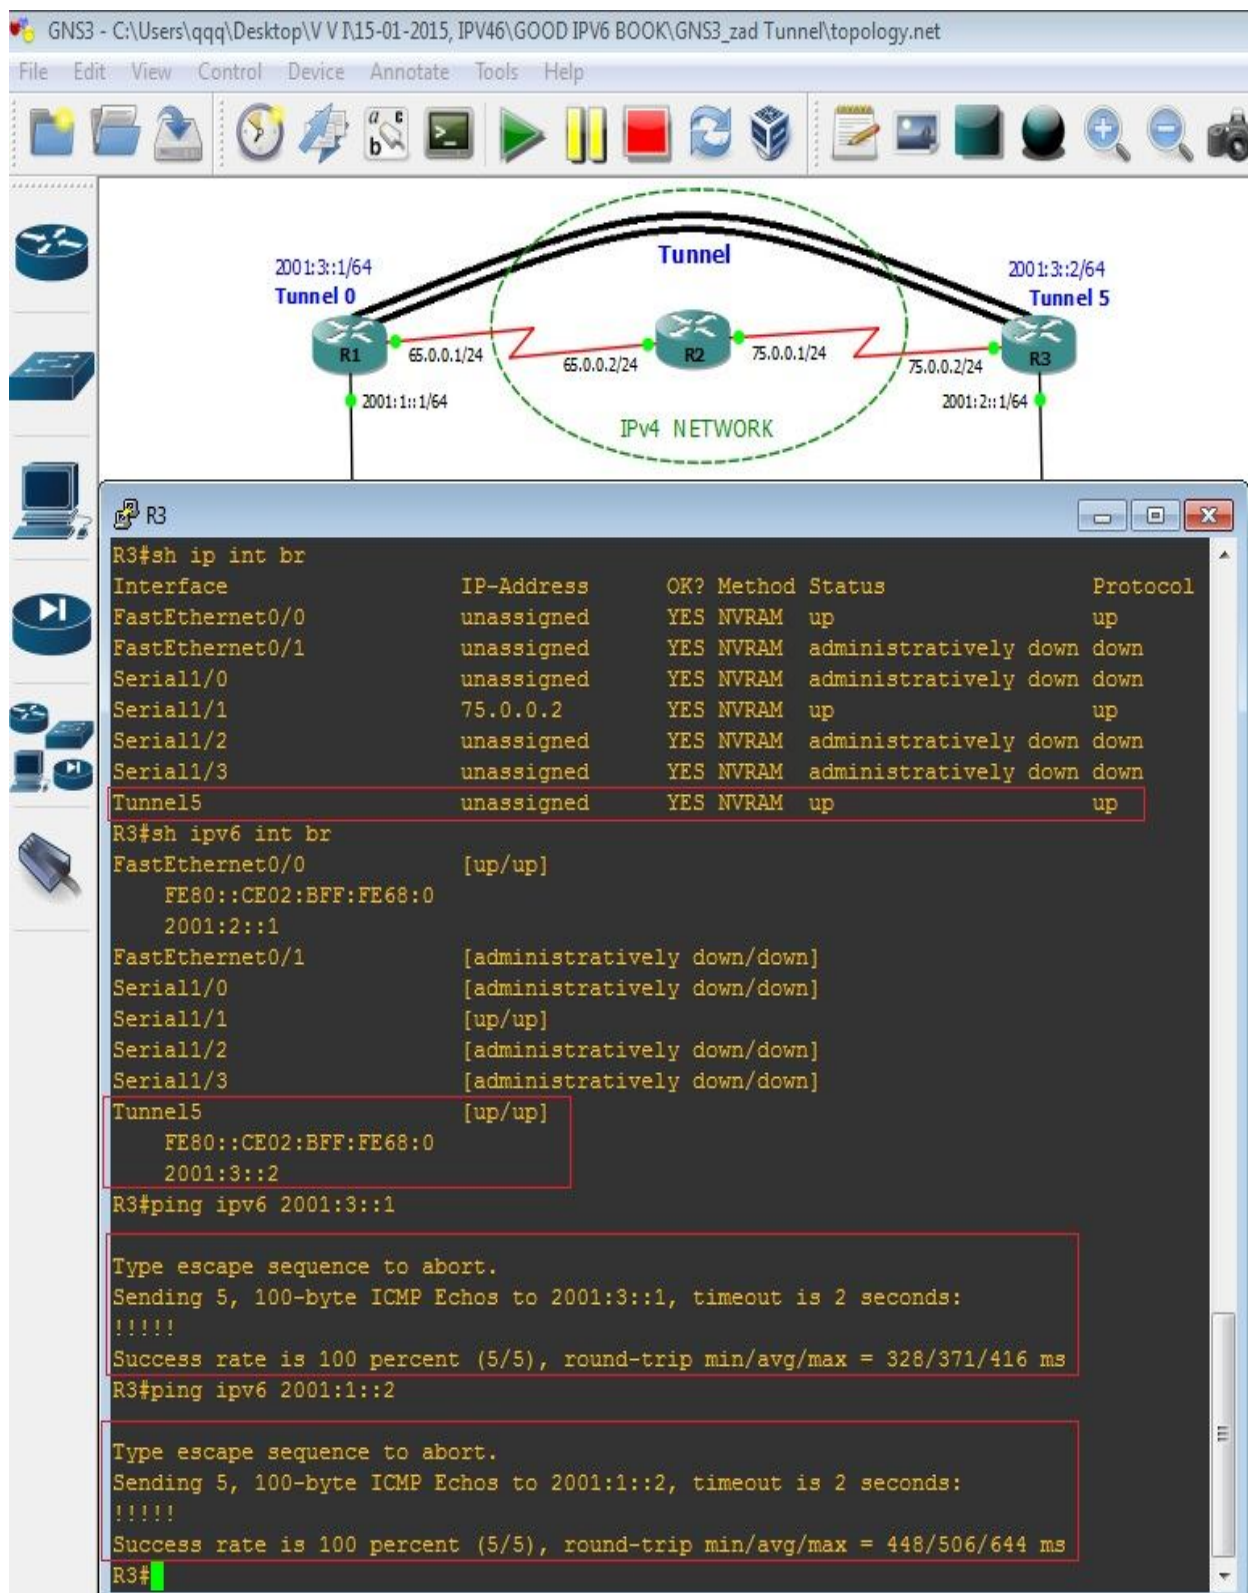 GNS3 - C:\Users\qqq\Desktop\V V I\15-01-2015, IPV46\GOOD IPV6 BOOK\GNS3_zad Tunnel\topology.net
File Edit View Control Device Annotate Tools Help
Tunnel
2001:3::1/64
Tunnel 0
2001:3::2/64
Tunnel 5
R1
65.0.0.1/24
65.0.0.2/24
R2
75.0.0.1/24
75.0.0.2/24
R3
2001:1::1/64
2001:2::1/64
IPv4 NETWORK
R3
R3#sh ip int br
Interface IP-Address OK? Method Status Protocol
FastEthernet0/0 unassigned YES NVRAM up up
FastEthernet0/1 unassigned YES NVRAM administratively down down
Serial1/0 unassigned YES NVRAM administratively down down
Serial1/1 75.0.0.2 YES NVRAM up up
Serial1/2 unassigned YES NVRAM administratively down down
Serial1/3 unassigned YES NVRAM administratively down down
Tunnel5 unassigned YES NVRAM up up
R3#sh ipv6 int br
FastEthernet0/0 [up/up]
FE80::CE02:BFF:FE68:0
2001:2::1
FastEthernet0/1 [administratively down/down]
Serial1/0 [administratively down/down]
Serial1/1 [up/up]
Serial1/2 [administratively down/down]
Serial1/3 [administratively down/down]
Tunnel5 [up/up]
FE80::CE02:BFF:FE68:0
2001:3::2
R3#ping ipv6 2001:3::1
Type escape sequence to abort.
Sending 5, 100-byte ICMP Echos to 2001:3::1, timeout is 2 seconds:
!!!!!
Success rate is 100 percent (5/5), round-trip min/avg/max = 328/371/416 ms
R3#ping ipv6 2001:1::2
Type escape sequence to abort.
Sending 5, 100-byte ICMP Echos to 2001:1::2, timeout is 2 seconds:
!!!!!
Success rate is 100 percent (5/5), round-trip min/avg/max = 448/506/644 ms
R3#